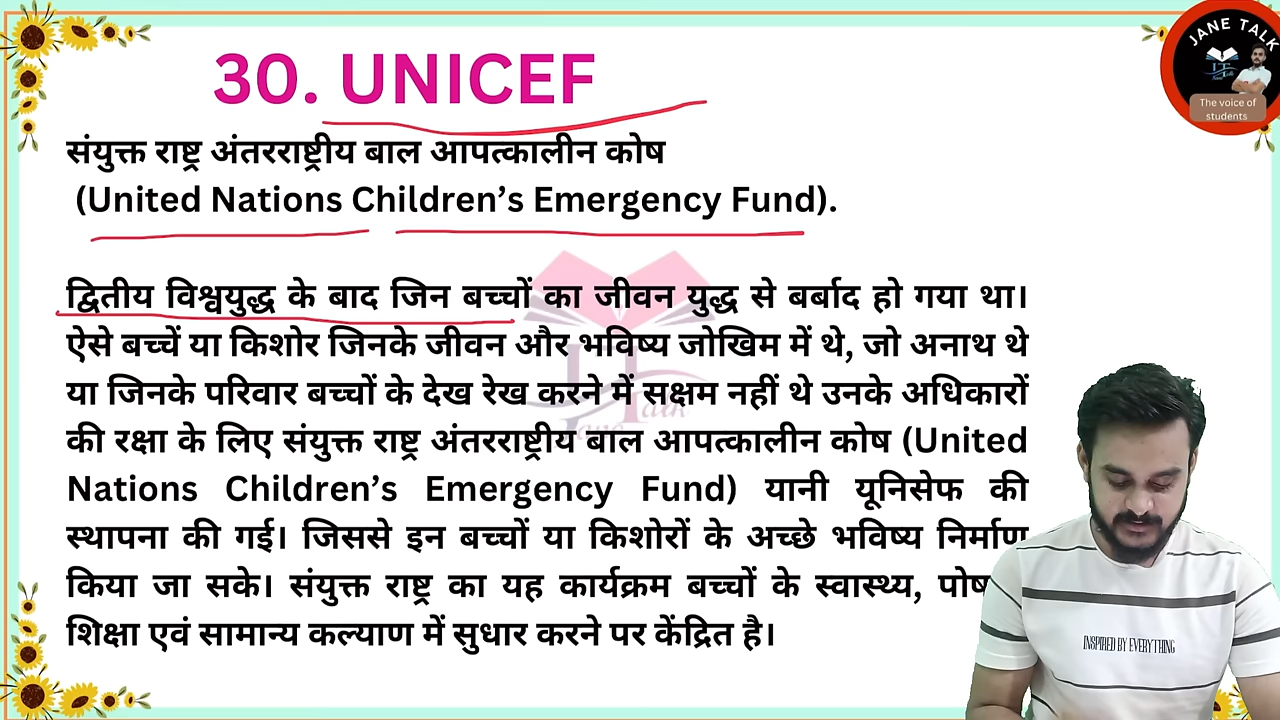 30. UNICEF
संयुक्त राष्ट्र अंतरराष्ट्रीय बाल आपत्कालीन कोष
(United Nations Children’s Emergency Fund).
द्वितीय विश्वयुद्ध के बाद जिन बच्चों का जीवन युद्ध से बर्बाद हो गया था।
ऐसे बच्चें या किशोर जिनके जीवन और भविष्य जोखिम में थे, जो अनाथ थे
या जिनके परिवार बच्चों के देख रेख करने में सक्षम नहीं थे उनके अधिकारों
की रक्षा के लिए संयुक्त राष्ट्र अंतरराष्ट्रीय बाल आपत्कालीन कोष (United
Nations Children’s Emergency Fund) यानी यूनिसेफ की
स्थापना की गई। जिससे इन बच्चों या किशोरों के अच्छे भविष्य निर्माण
किया जा सके। संयुक्त राष्ट्र का यह कार्यक्रम बच्चों के स्वास्थ्य,
शिक्षा एवं सामान्य कल्याण में सुधार करने पर केंद्रित है।
JANE TALK
The voice of
students
INSPIRED BY EVERYTHING